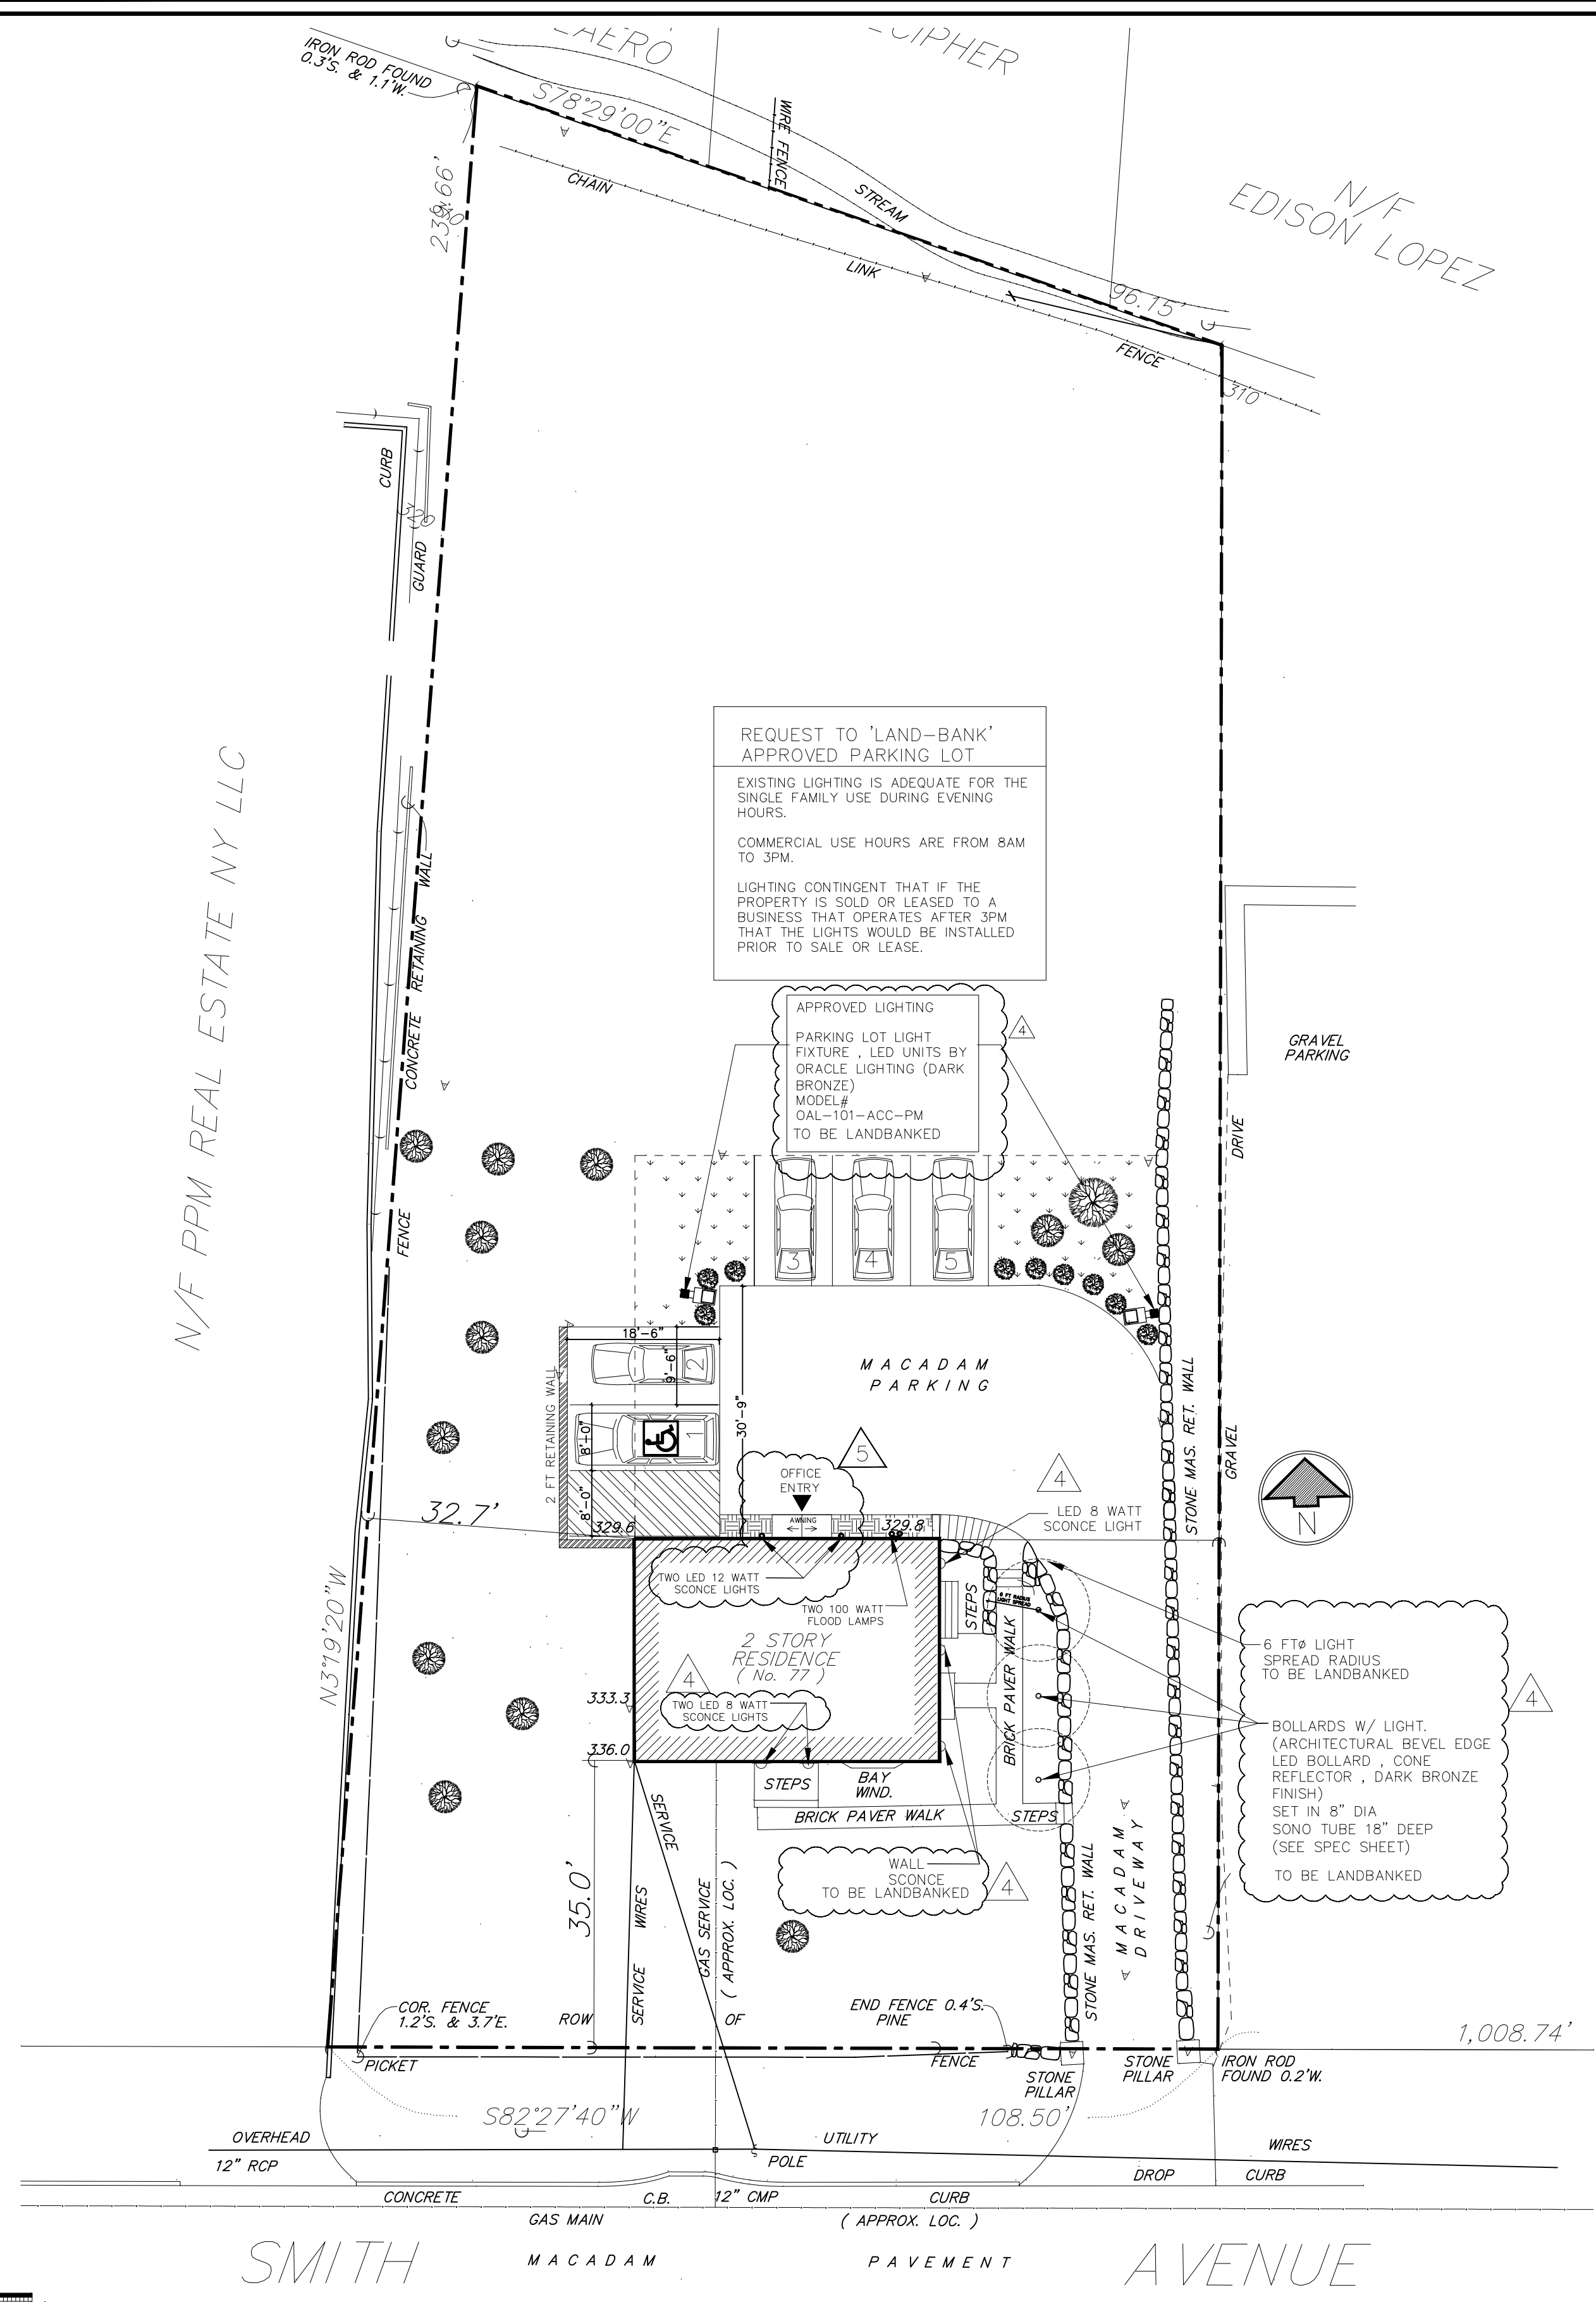 IRON ROD FOUND
0.3'S. & 1.1'W.
S78°29'00"E
WIRE FENCE
CHAIN
LINK
FENCE
STREAM
96.15'
N/F
EDISON LOPEZ
310
CURB
320
GUARD
N/F PPM REAL ESTATE NY LLC
CONCRETE RETAINING WALL
FENCE
REQUEST TO 'LAND-BANK'
APPROVED PARKING LOT
EXISTING LIGHTING IS ADEQUATE FOR THE
SINGLE FAMILY USE DURING EVENING
HOURS.
COMMERCIAL USE HOURS ARE FROM 8AM
TO 3PM.
LIGHTING CONTINGENT THAT IF THE
PROPERTY IS SOLD OR LEASED TO A
BUSINESS THAT OPERATES AFTER 3PM
THAT THE LIGHTS WOULD BE INSTALLED
PRIOR TO SALE OR LEASE.
APPROVED LIGHTING
PARKING LOT LIGHT
FIXTURE , LED UNITS BY
ORACLE LIGHTING (DARK
BRONZE)
MODEL#
OAL-101-ACC-PM
TO BE LANDBANKED
4
GRAVEL
PARKING
DRIVE
GRAVEL
3
4
5
18'-6"
9'-6"
2
8'-0"
1
8'-0"
30'-9"
2 FT RETAINING WALL
MACADAM
PARKING
STONE MAS. RET. WALL
N
OFFICE
ENTRY
AWNING
5
4
LED 8 WATT
SCONCE LIGHT
32.7'
329.6
329.8
TWO LED 12 WATT
SCONCE LIGHTS
TWO 100 WATT
FLOOD LAMPS
2 STORY
RESIDENCE
( No. 77 )
4
TWO LED 8 WATT
SCONCE LIGHTS
333.3
336.0
STEPS
6 FT RADIUS
LIGHT SPREAD
BRICK PAVER WALK
STEPS
BAY
WIND.
BRICK PAVER WALK
STEPS
6 FTø LIGHT
SPREAD RADIUS
TO BE LANDBANKED
BOLLARDS W/ LIGHT.
(ARCHITECTURAL BEVEL EDGE
LED BOLLARD , CONE
REFLECTOR , DARK BRONZE
FINISH)
SET IN 8" DIA
SONO TUBE 18" DEEP
(SEE SPEC SHEET)
TO BE LANDBANKED
4
N3°19'20"W
WALL
SCONCE
TO BE LANDBANKED
4
35.0'
SERVICE
SERVICE WIRES
GAS SERVICE
( APPROX. LOC. )
STONE MAS. RET. WALL
MACADAM
DRIVEWAY
COR. FENCE
1.2'S. & 3.7'E.
ROW OF PINE
END FENCE 0.4'S.
1,008.74'
PICKET FENCE
STONE
PILLAR
STONE
PILLAR
IRON ROD
FOUND 0.2'W.
S82°27'40"W
108.50'
OVERHEAD UTILITY WIRES
12" RCP
POLE
DROP CURB
CONCRETE
C.B.
12" CMP
CURB
GAS MAIN ( APPROX. LOC. )
MACADAM PAVEMENT
SMITH AVENUE